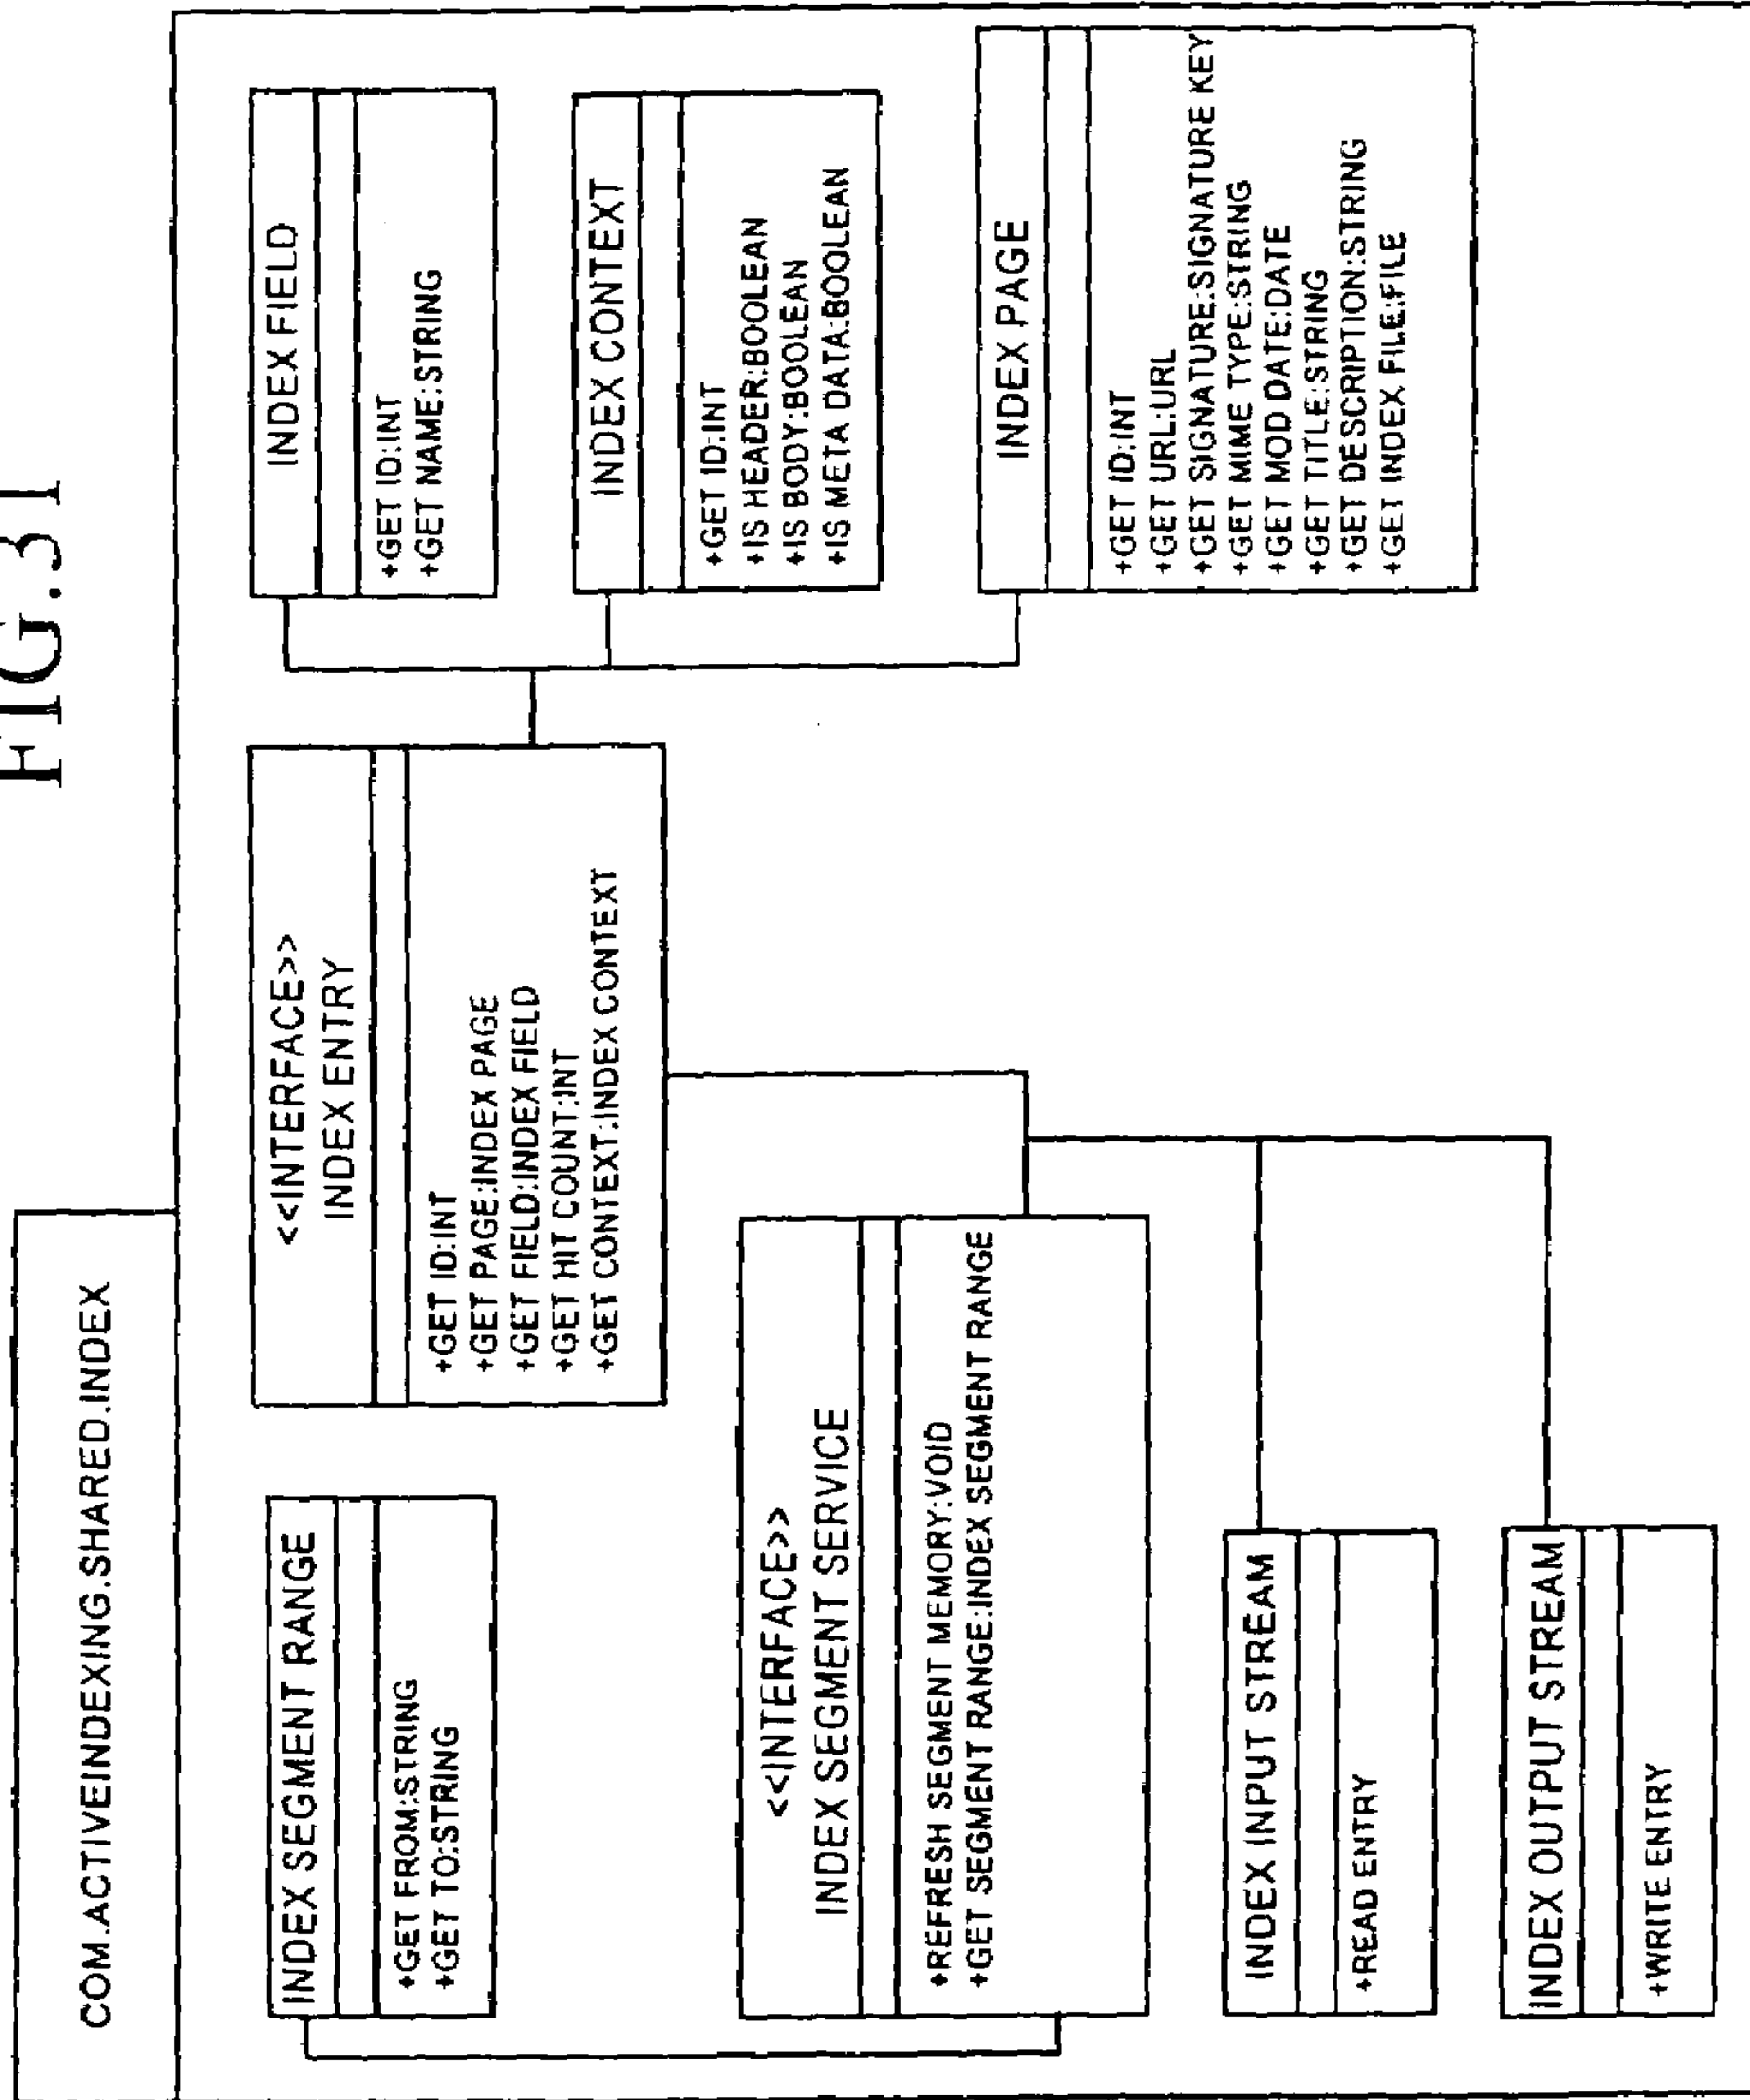 FIG.31
COM.ACTIVEINDEXING.SHARED.INDEX
INDEX SEGMENT RANGE
+GET FROM:STRING
+GET TO:STRING
<<INTERFACE>>
INDEX ENTRY
+GET ID:INT
+GET PAGE:INDEX PAGE
+GET FIELD:INDEX FIELD
+GET HIT COUNT:INT
+GET CONTEXT:INDEX CONTEXT
INDEX FIELD
+GET ID:INT
+GET NAME:STRING
INDEX CONTEXT
+GET ID:INT
+IS HEADER:BOOLEAN
+IS BODY:BOOLEAN
+IS META DATA:BOOLEAN
<<INTERFACE>>
INDEX SEGMENT SERVICE
+REFRESH SEGMENT MEMORY:VOID
+GET SEGMENT RANGE:INDEX SEGMENT RANGE
INDEX PAGE
+GET ID:INT
+GET URL:URL
+GET SIGNATURE:SIGNATURE KEY
+GET MIME TYPE:STRING
+GET MOD DATE:DATE
+GET TITLE:STRING
+GET DESCRIPTION:STRING
+GET INDEX FILE:FILE
INDEX INPUT STREAM
+READ ENTRY
INDEX OUTPUT STREAM
+WRITE ENTRY